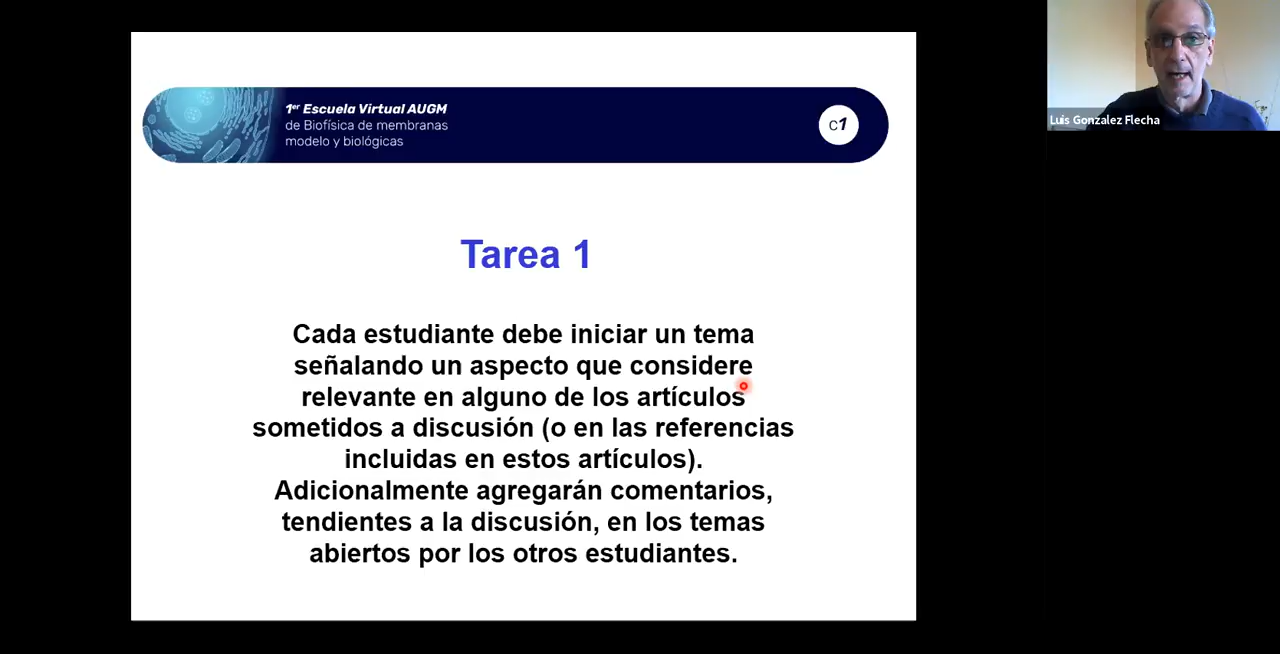 1er Escuela Virtual AUGM
de Biofísica de membranas
modelo y biológicas
C1
Luis Gonzalez Flecha
Tarea 1
Cada estudiante debe iniciar un tema
señalando un aspecto que considere
relevante en alguno de los artículos
sometidos a discusión (o en las referencias
incluidas en estos artículos).
Adicionalmente agregarán comentarios,
tendientes a la discusión, en los temas
abiertos por los otros estudiantes.